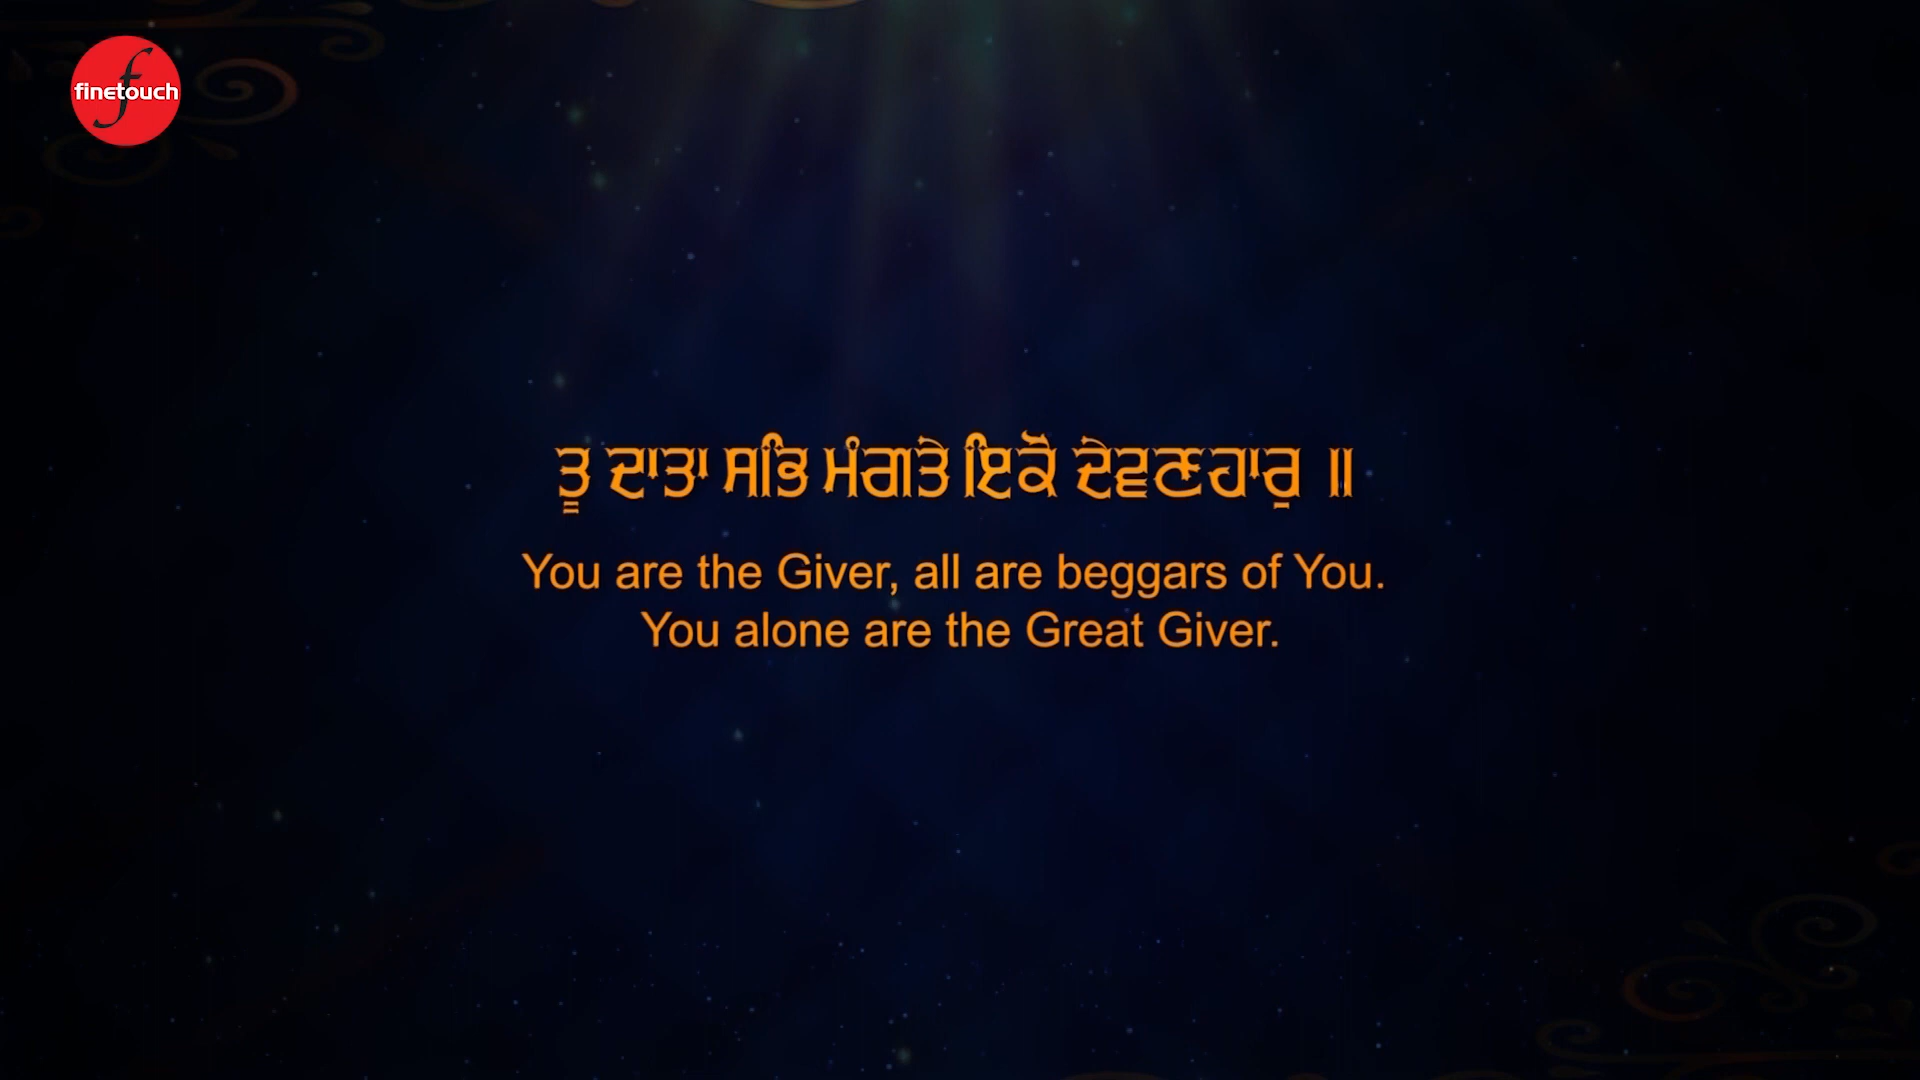 finetouch
ਤੂ ਦਾਤਾ ਸਭਿ ਮੰਗਤੇ ਇਕੋ ਦੇਵਣਹਾਰੁ ॥
You are the Giver, all are beggars of You.
You alone are the Great Giver.